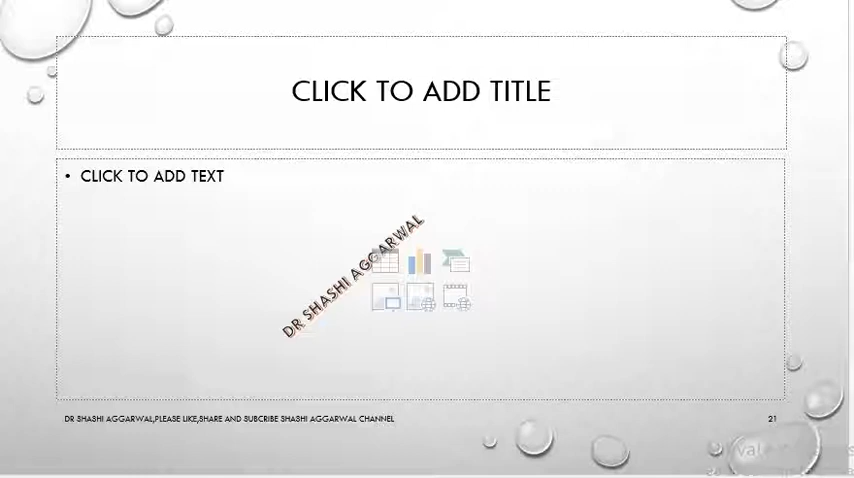 CLICK TO ADD TITLE
• CLICK TO ADD TEXT
DR SHASHI AGGARWAL
DR SHASHI AGGARWAL,PLEASE LIKE,SHARE AND SUBCRIBE SHASHI AGGARWAL CHANNEL
21